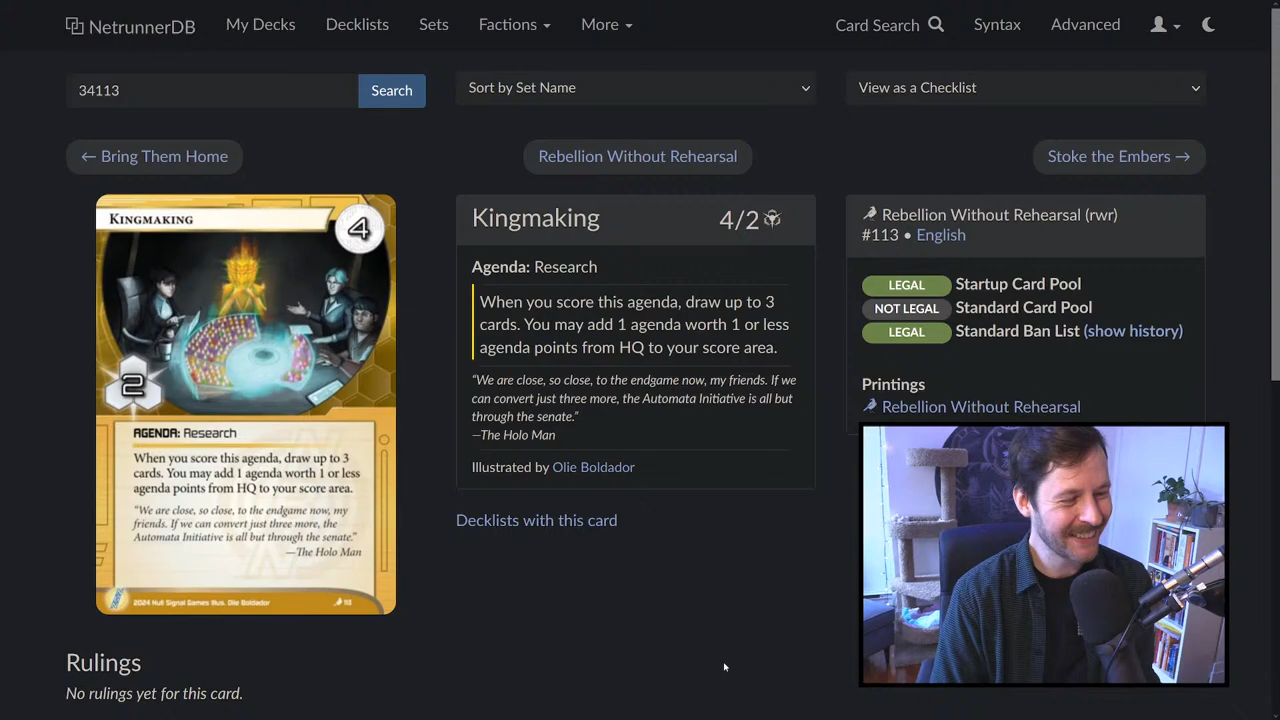 NetrunnerDB
My Decks
Decklists
Sets
Factions
More
Card Search
Syntax
Advanced
34113
Search
Sort by Set Name
View as a Checklist
← Bring Them Home
Rebellion Without Rehearsal
Stoke the Embers →
Kingmaking
4
2
AGENDA: Research
When you score this agenda, draw up to 3
cards. You may add 1 agenda worth 1 or less
agenda points from HQ to your score area.
“We are close, so close, to the endgame now, my
friends. If we can convert just three more, the
Automata Initiative is all but through the senate.”
—The Holo Man
2024 Null Signal Games Illus. Olie Boldador
113
Kingmaking
4/2
Agenda: Research
When you score this agenda, draw up to 3
cards. You may add 1 agenda worth 1 or less
agenda points from HQ to your score area.
“We are close, so close, to the endgame now, my friends. If we
can convert just three more, the Automata Initiative is all but
through the senate.”
—The Holo Man
Illustrated by Olie Boldador
Decklists with this card
Rebellion Without Rehearsal (rwr)
#113 • English
LEGAL Startup Card Pool
NOT LEGAL Standard Card Pool
LEGAL Standard Ban List (show history)
Printings
Rebellion Without Rehearsal
Rulings
No rulings yet for this card.